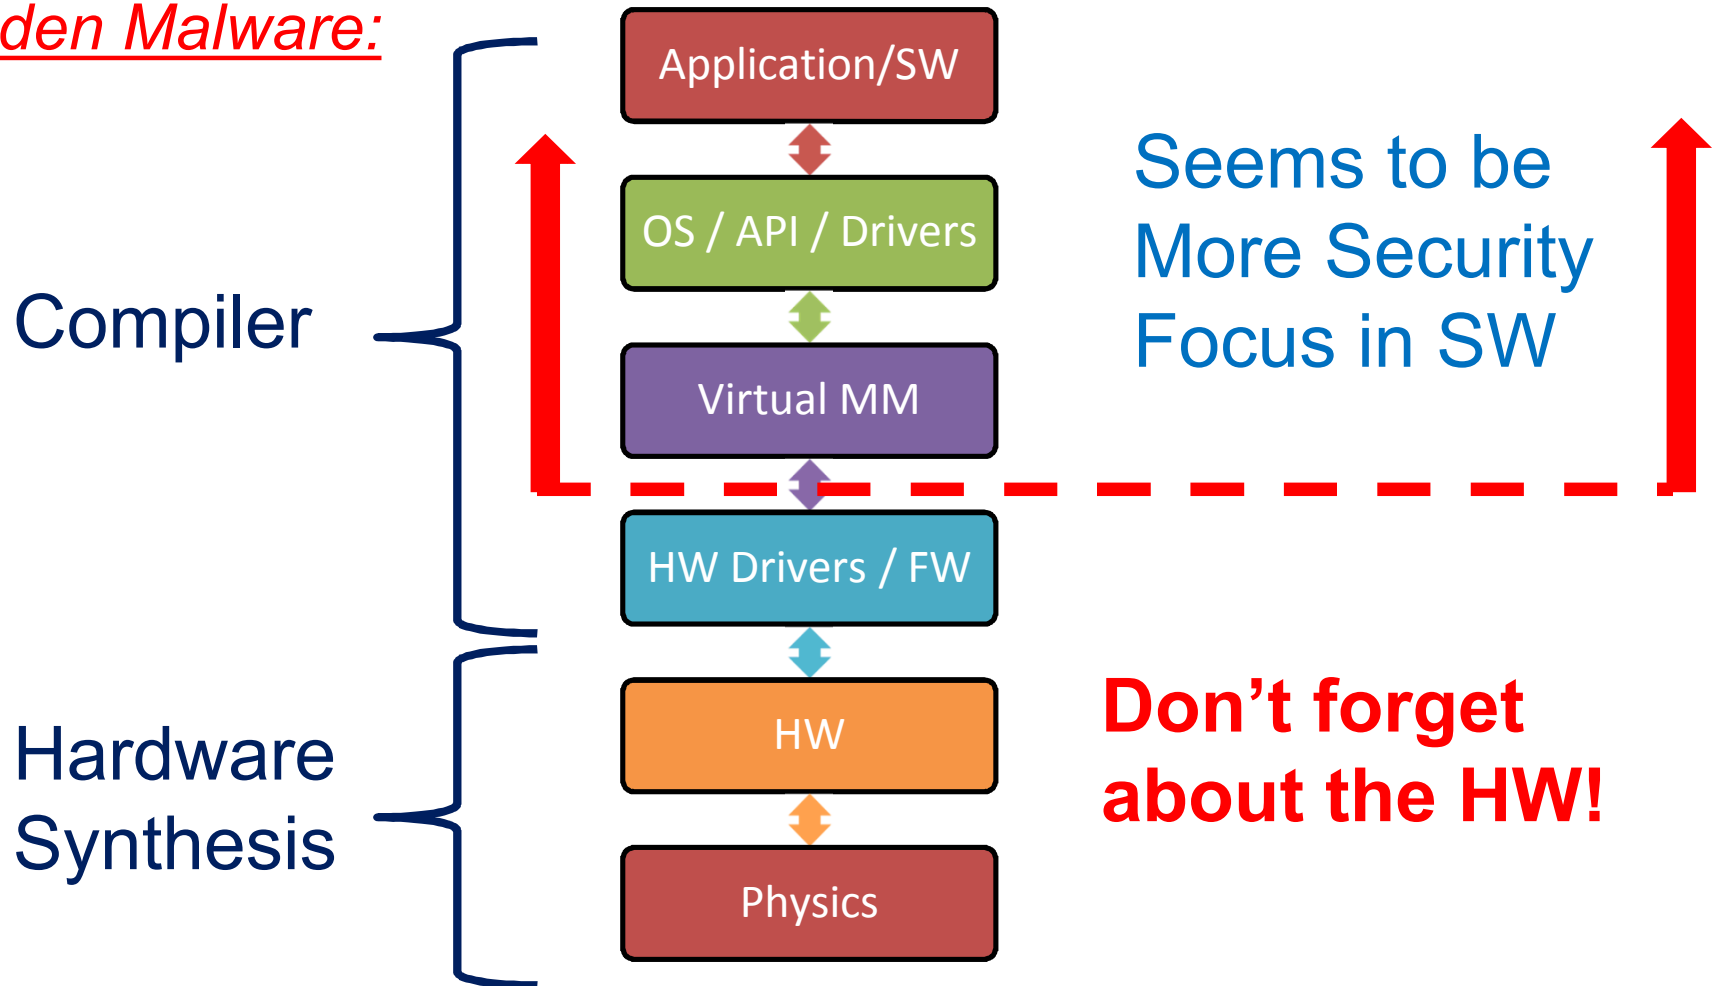 den Malware:
Application/SW
OS / API / Drivers
Virtual MM
HW Drivers / FW
HW
Physics
Compiler
Hardware
Synthesis
Seems to be
More Security
Focus in SW
Don’t forget
about the HW!